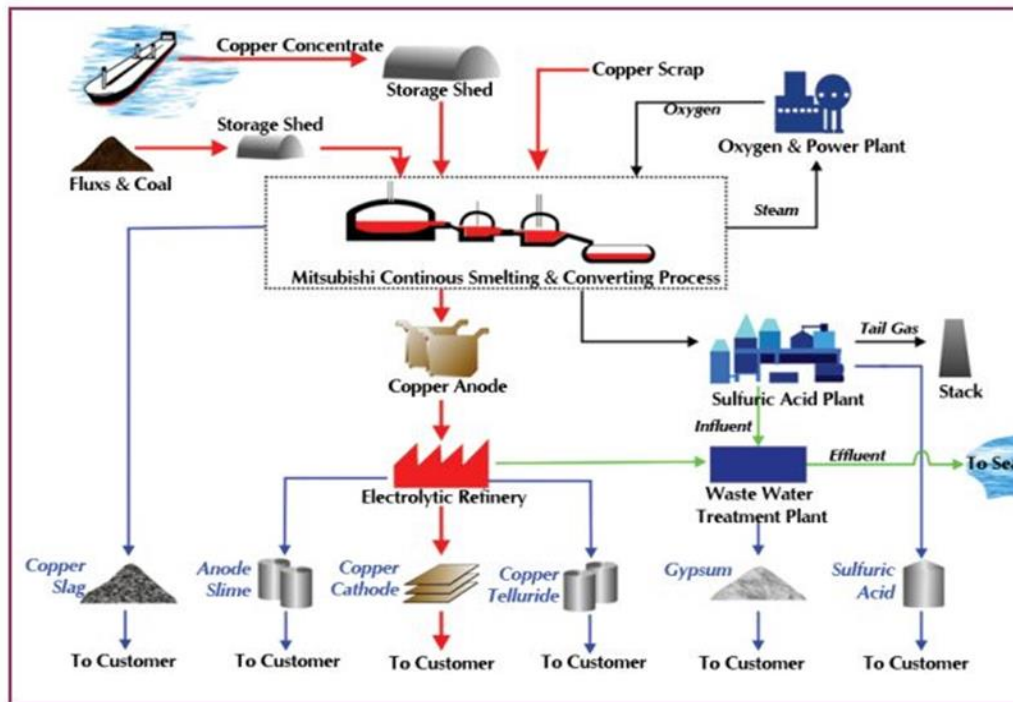 Copper Concentrate
Storage Shed
Copper Scrap
Oxygen
Oxygen & Power Plant
Storage Shed
Fluxs & Coal
Steam
Mitsubishi Continous Smelting & Converting Process
Copper Anode
Tail Gas
Sulfuric Acid Plant
Stack
Influent
Effluent
To Sea
Electrolytic Refinery
Waste Water
Treatment Plant
Copper
Slag
Anode
Slime
Copper
Cathode
Copper
Telluride
Gypsum
Sulfuric
Acid
To Customer
To Customer
To Customer
To Customer
To Customer
To Customer